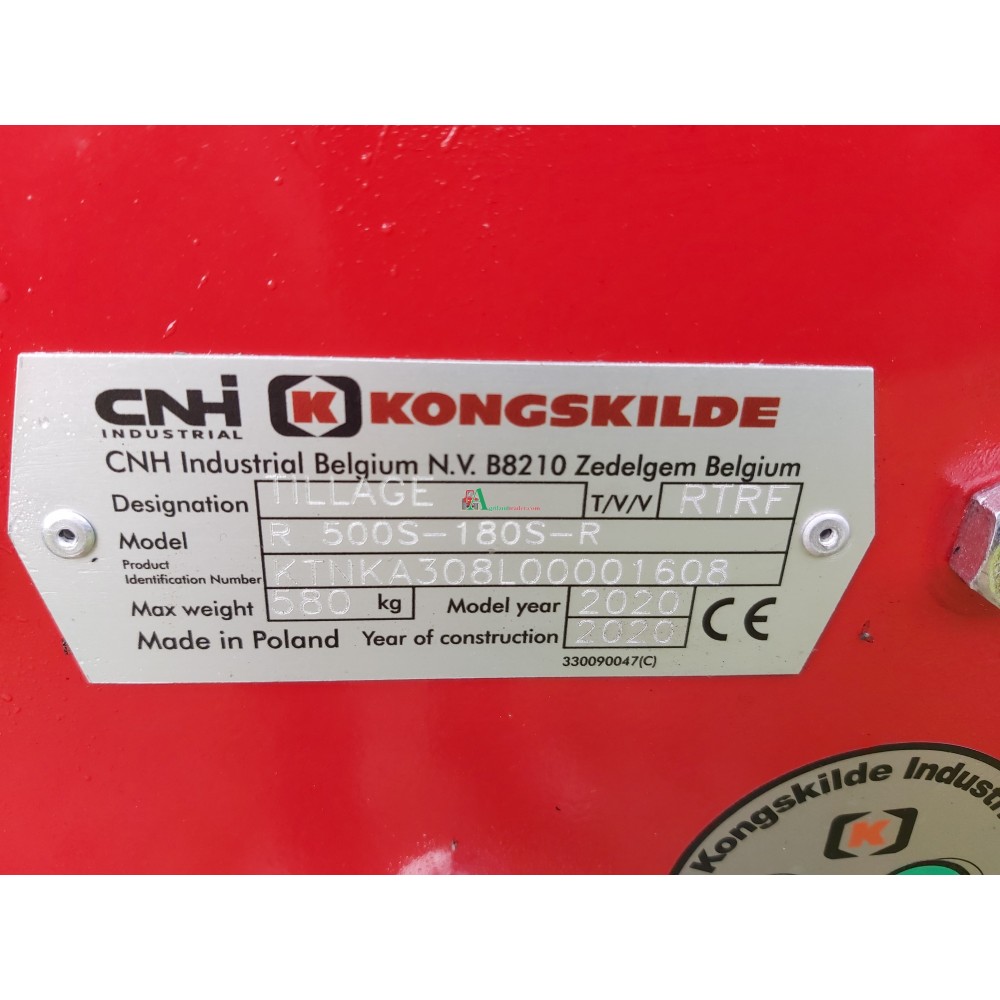 CNH INDUSTRIAL K KONGSKILDE
CNH Industrial Belgium N.V. B8210 Zedelgem Belgium
Designation TILLAGE T/V/V RTRF
Model R 500S-180S-R
Product Identification Number KTNKA308L00001608
Max weight 580 kg Model year 2020 CE
Made in Poland Year of construction 2020
330090047(C)
Kongskilde Industri
K